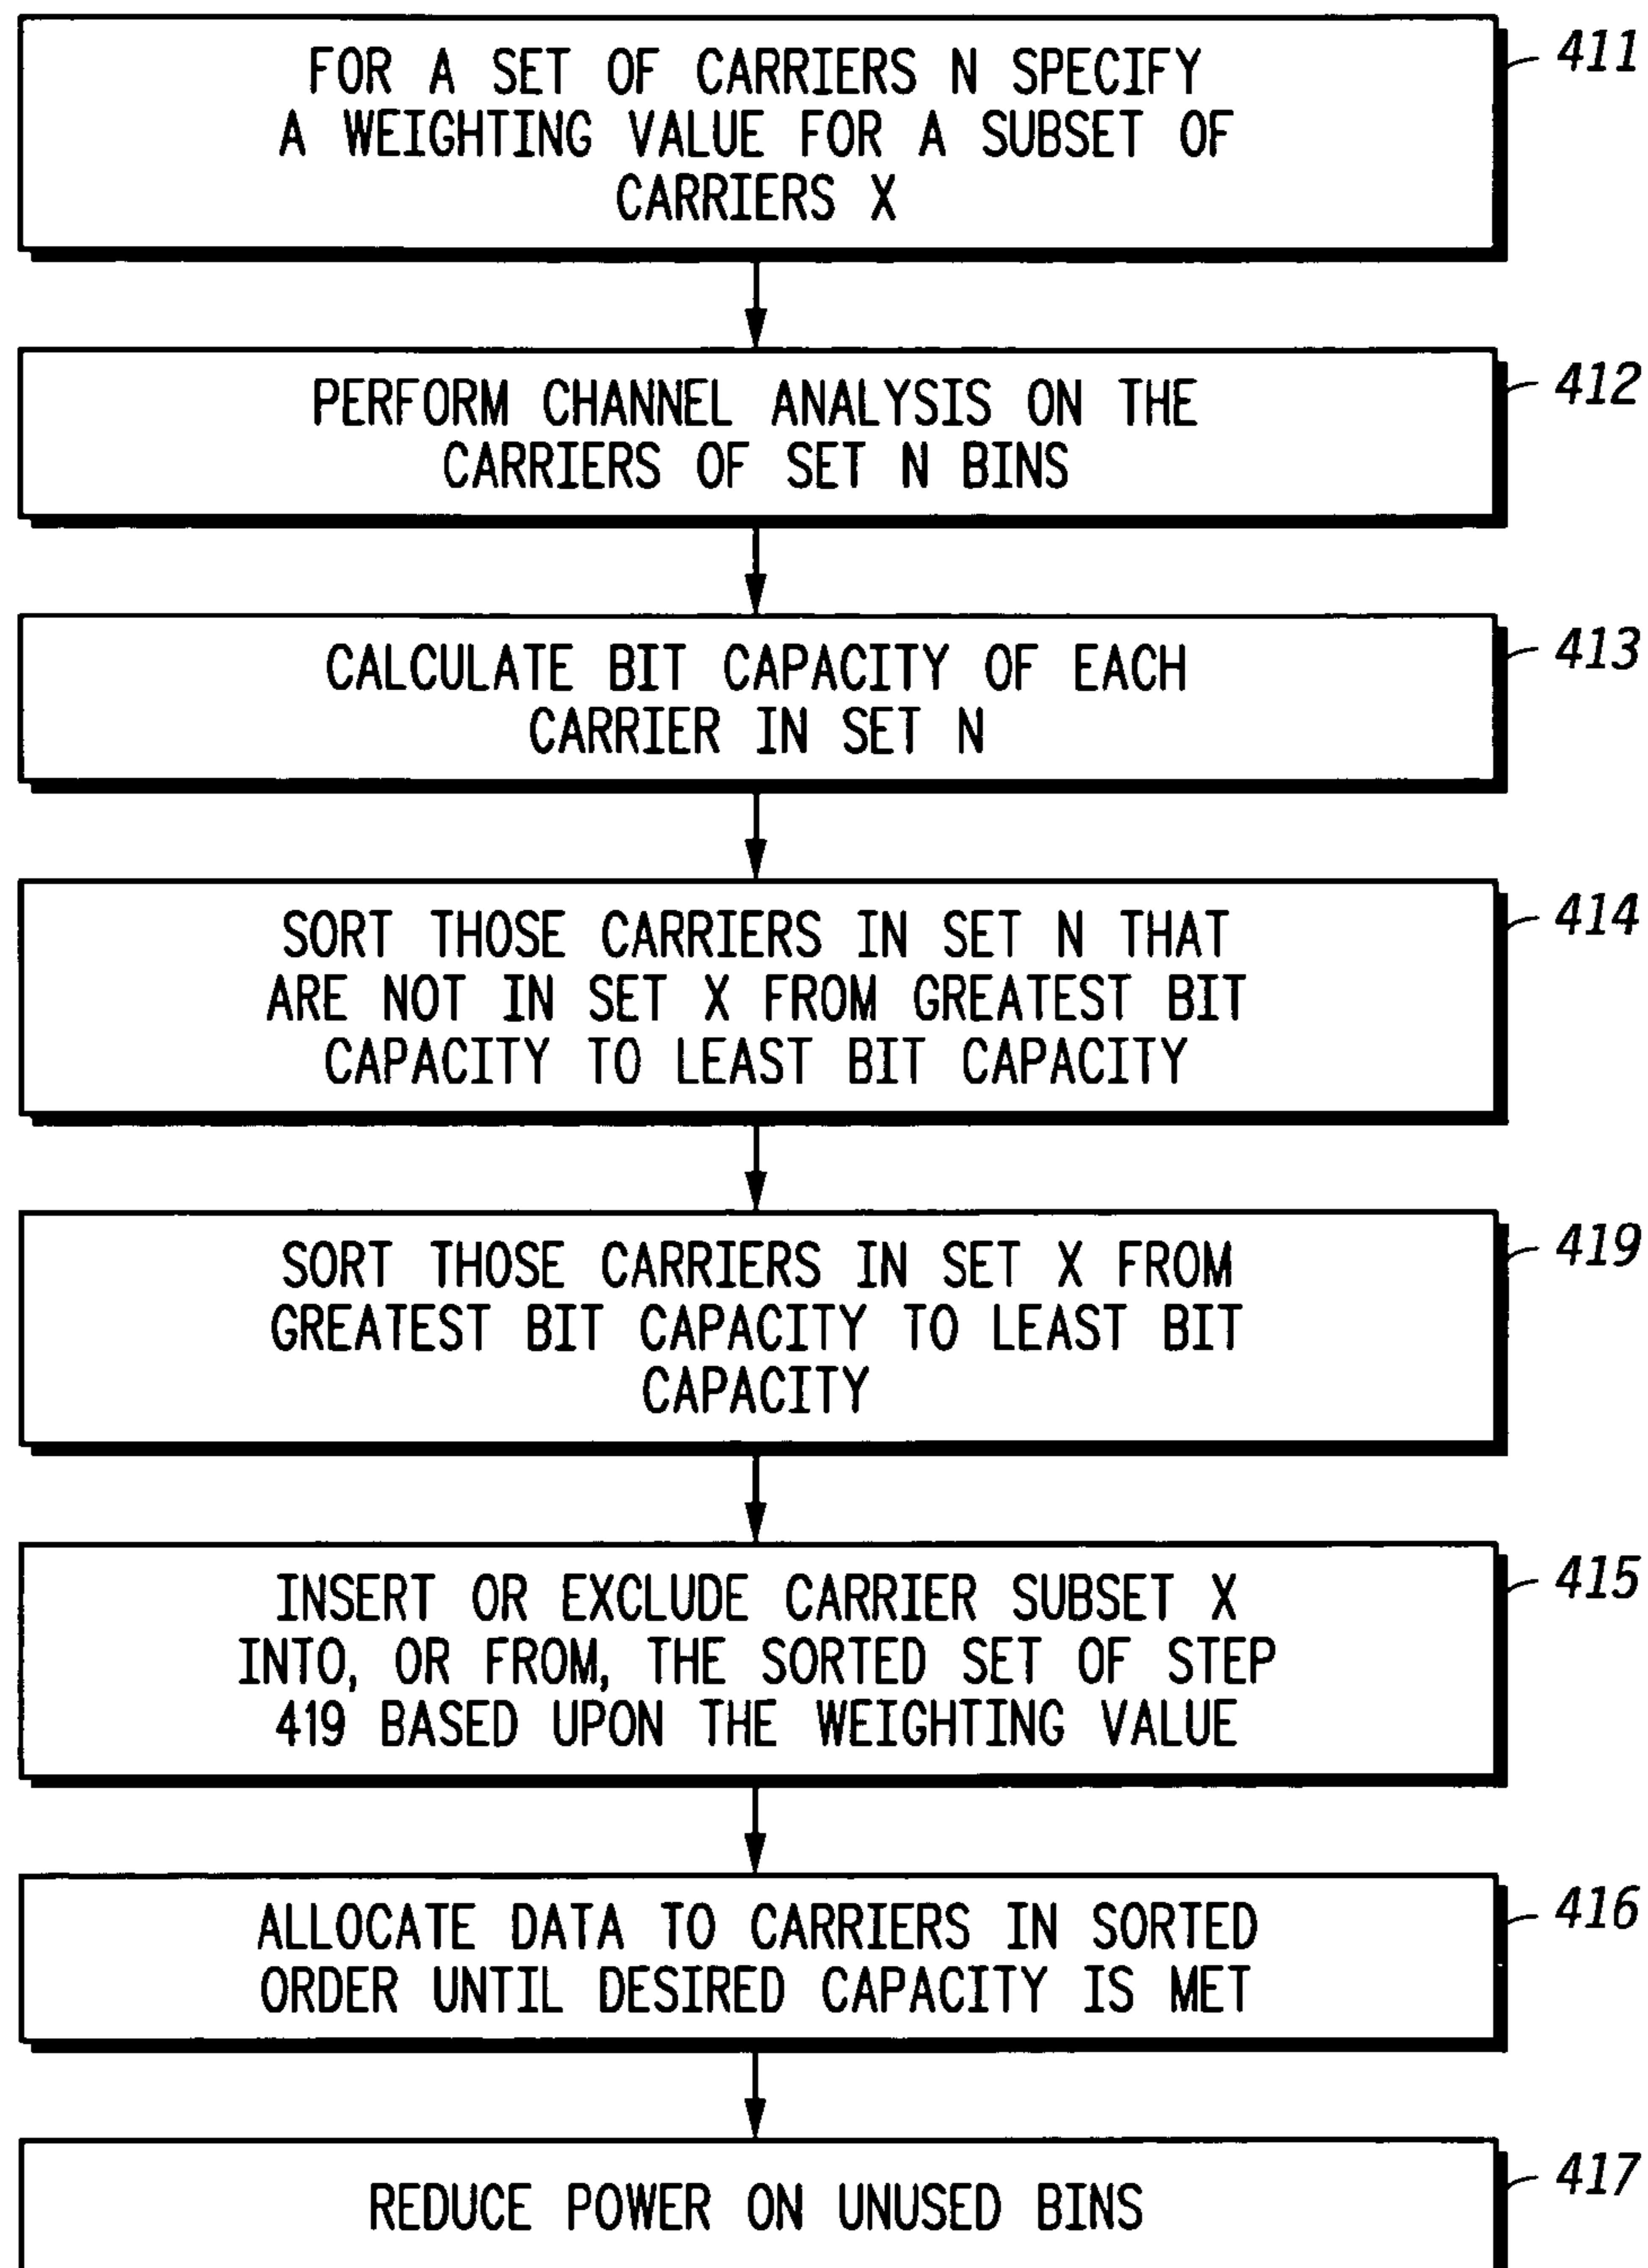 FOR A SET OF CARRIERS N SPECIFY
A WEIGHTING VALUE FOR A SUBSET OF
CARRIERS X
411
PERFORM CHANNEL ANALYSIS ON THE
CARRIERS OF SET N BINS
412
CALCULATE BIT CAPACITY OF EACH
CARRIER IN SET N
413
SORT THOSE CARRIERS IN SET N THAT
ARE NOT IN SET X FROM GREATEST BIT
CAPACITY TO LEAST BIT CAPACITY
414
SORT THOSE CARRIERS IN SET X FROM
GREATEST BIT CAPACITY TO LEAST BIT
CAPACITY
419
INSERT OR EXCLUDE CARRIER SUBSET X
INTO, OR FROM, THE SORTED SET OF STEP
419 BASED UPON THE WEIGHTING VALUE
415
ALLOCATE DATA TO CARRIERS IN SORTED
ORDER UNTIL DESIRED CAPACITY IS MET
416
REDUCE POWER ON UNUSED BINS
417